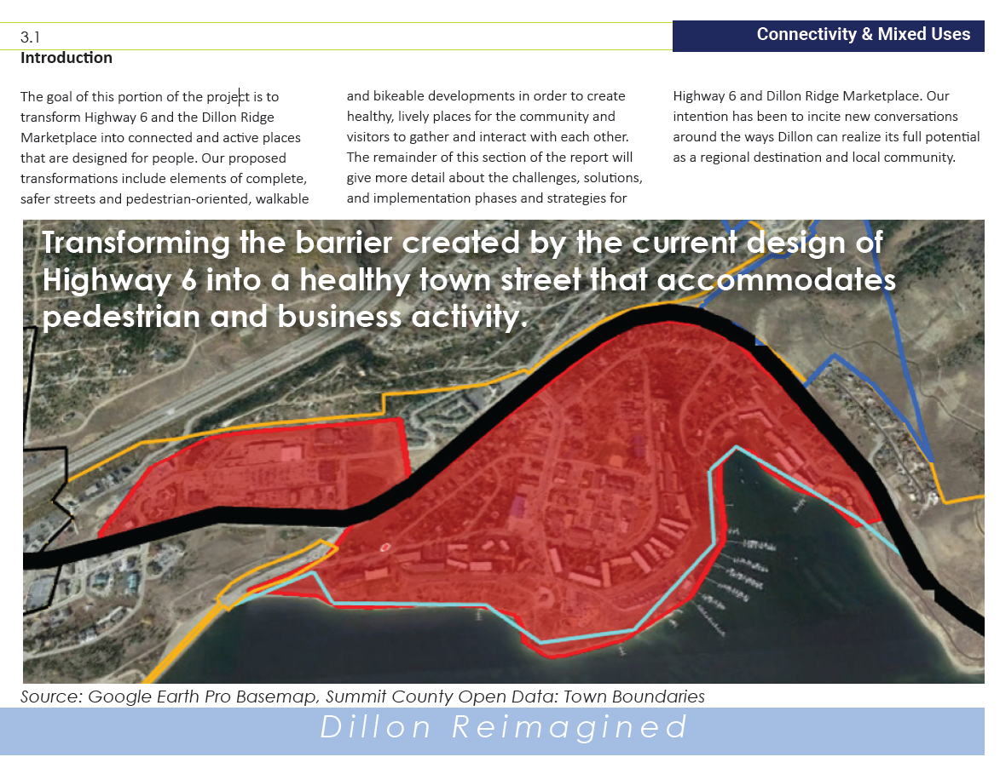 3.1
Connectivity & Mixed Uses
Introduction
The goal of this portion of the project is to
transform Highway 6 and the Dillon Ridge
Marketplace into connected and active places
that are designed for people. Our proposed
transformations include elements of complete,
safer streets and pedestrian-oriented, walkable
and bikeable developments in order to create
healthy, lively places for the community and
visitors to gather and interact with each other.
The remainder of this section of the report will
give more detail about the challenges, solutions,
and implementation phases and strategies for
Highway 6 and Dillon Ridge Marketplace. Our
intention has been to incite new conversations
around the ways Dillon can realize its full potential
as a regional destination and local community.
Transforming the barrier created by the current design of
Highway 6 into a healthy town street that accommodates
pedestrian and business activity.
Source: Google Earth Pro Basemap, Summit County Open Data: Town Boundaries
Dillon Reimagined